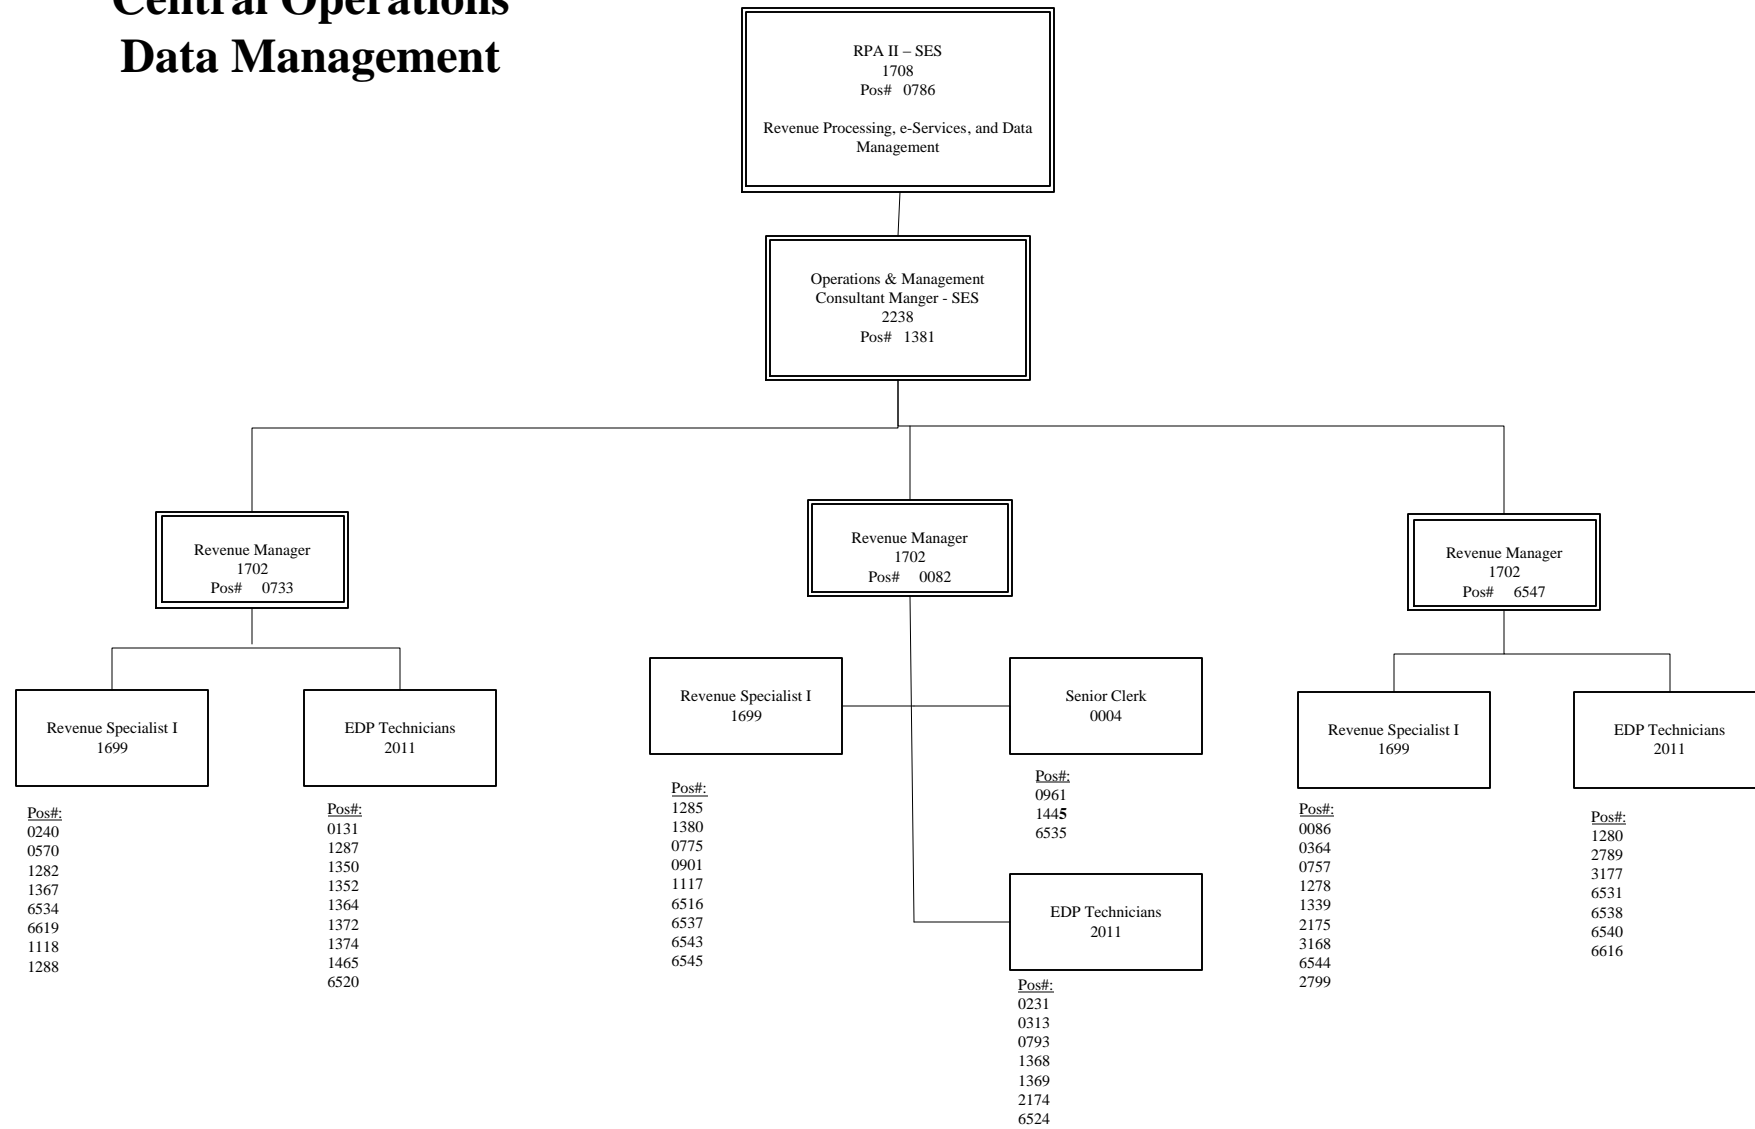 Central Operations
Data Management
RPA II – SES
1708
Pos# 0786
Revenue Processing, e-Services, and Data
Management
Operations & Management
Consultant Manger - SES
2238
Pos# 1381
Revenue Manager
1702
Pos# 0733
Revenue Manager
1702
Pos# 0082
Revenue Manager
1702
Pos# 6547
Revenue Specialist I
1699
Pos#:
0240
0570
1282
1367
6534
6619
1118
1288
EDP Technicians
2011
Pos#:
0131
1287
1350
1352
1364
1372
1374
1465
6520
Revenue Specialist I
1699
Pos#:
1285
1380
0775
0901
1117
6516
6537
6543
6545
Senior Clerk
0004
Pos#:
0961
1445
6535
EDP Technicians
2011
Pos#:
0231
0313
0793
1368
1369
2174
6524
Revenue Specialist I
1699
Pos#:
0086
0364
0757
1278
1339
2175
3168
6544
2799
EDP Technicians
2011
Pos#:
1280
2789
3177
6531
6538
6540
6616